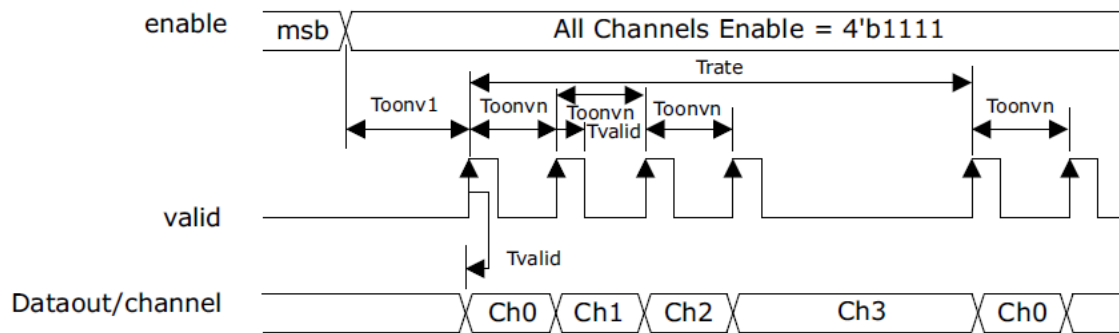 enable
msb
All Channels Enable = 4'b1111
Trate
Toonv1
Toonvn
Toonvn
Toonvn
Toonvn
Tvalid
valid
Tvalid
Dataout/channel
Ch0
Ch1
Ch2
Ch3
Ch0